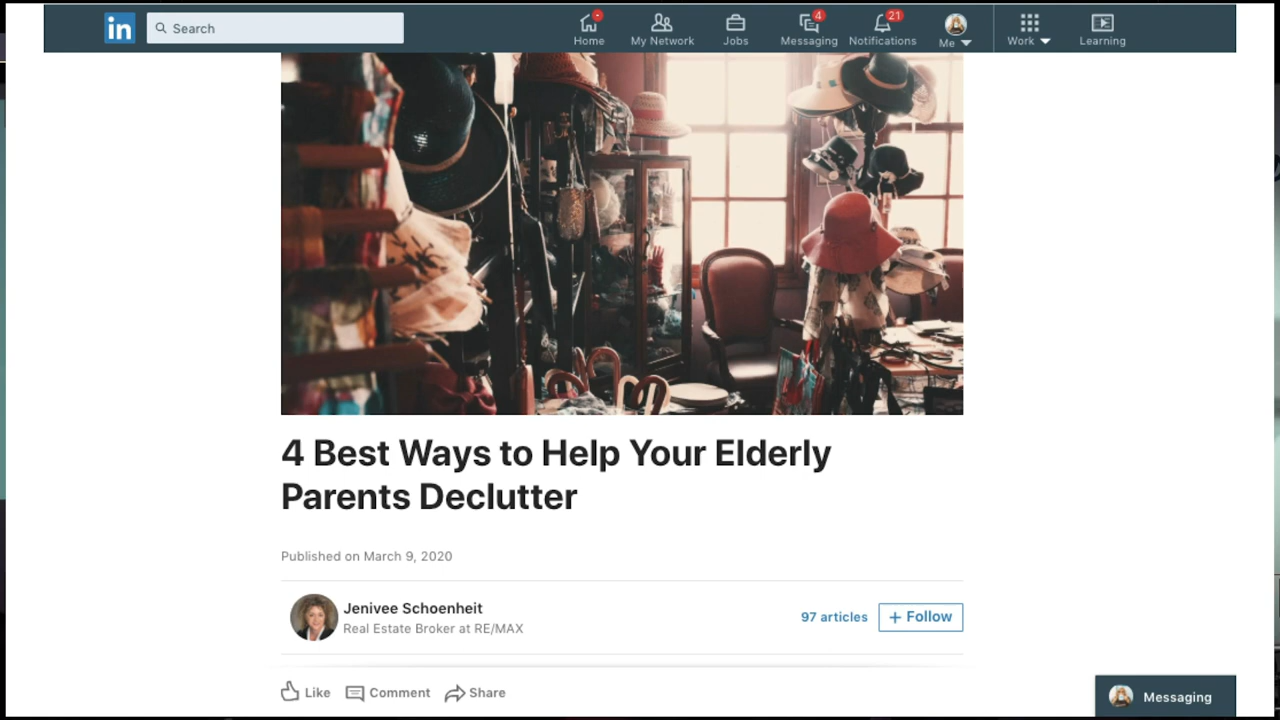 in
Search
Home
My Network
Jobs
4
Messaging
21
Notifications
Me
Work
Learning
4 Best Ways to Help Your Elderly
Parents Declutter
Published on March 9, 2020
Jenivee Schoenheit
Real Estate Broker at RE/MAX
97 articles
+ Follow
Like
Comment
Share
Messaging